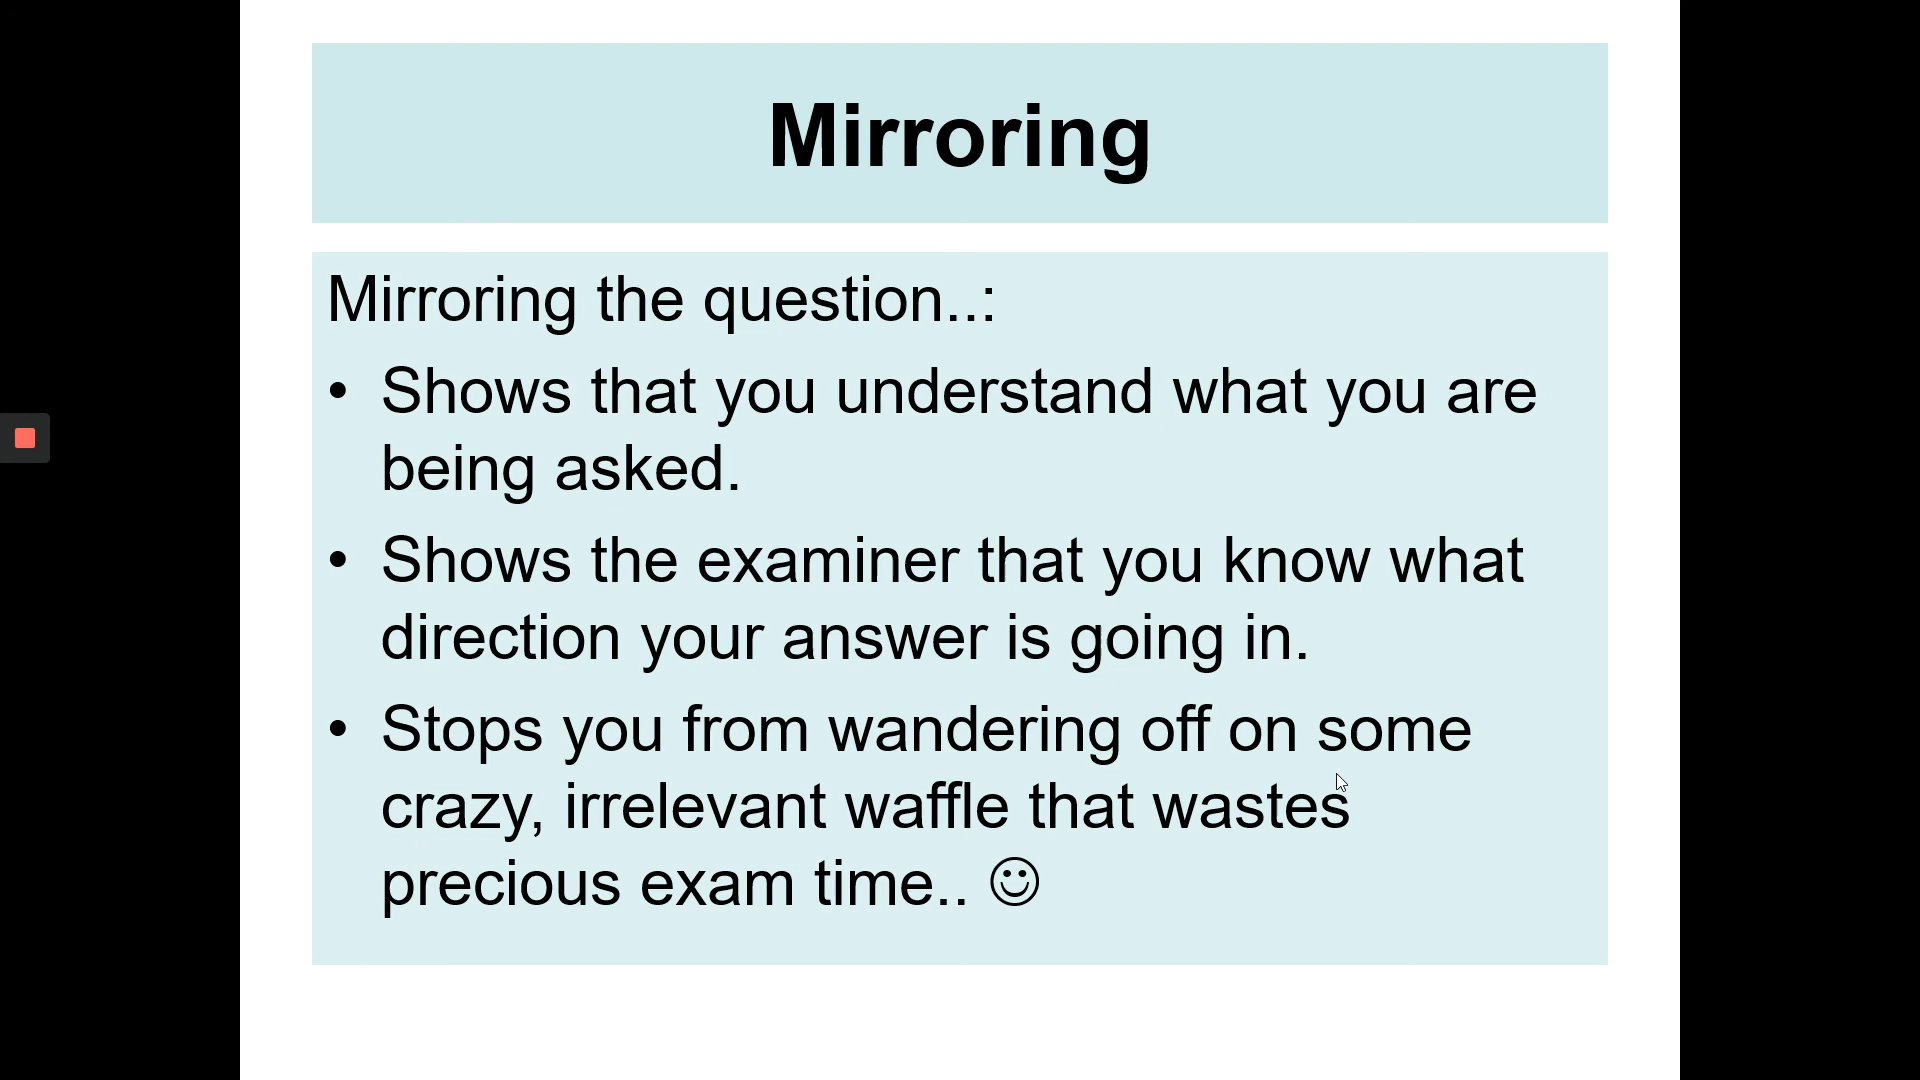 Mirroring
Mirroring the question..:
• Shows that you understand what you are
being asked.
• Shows the examiner that you know what
direction your answer is going in.
• Stops you from wandering off on some
crazy, irrelevant waffle that wastes
precious exam time.. ☺